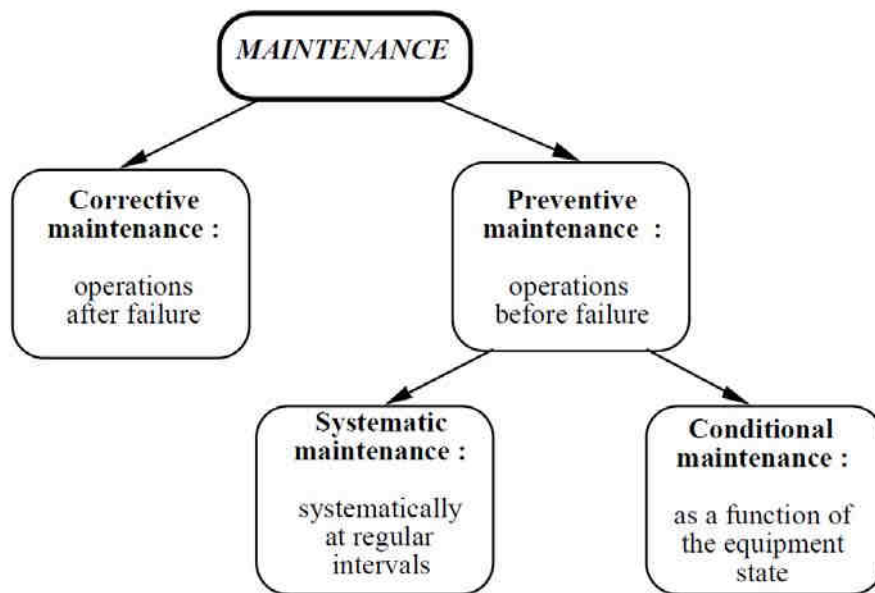 MAINTENANCE
Corrective
maintenance :
operations
after failure
Preventive
maintenance :
operations
before failure
Systematic
maintenance :
systematically
at regular
intervals
Conditional
maintenance :
as a function of
the equipment
state